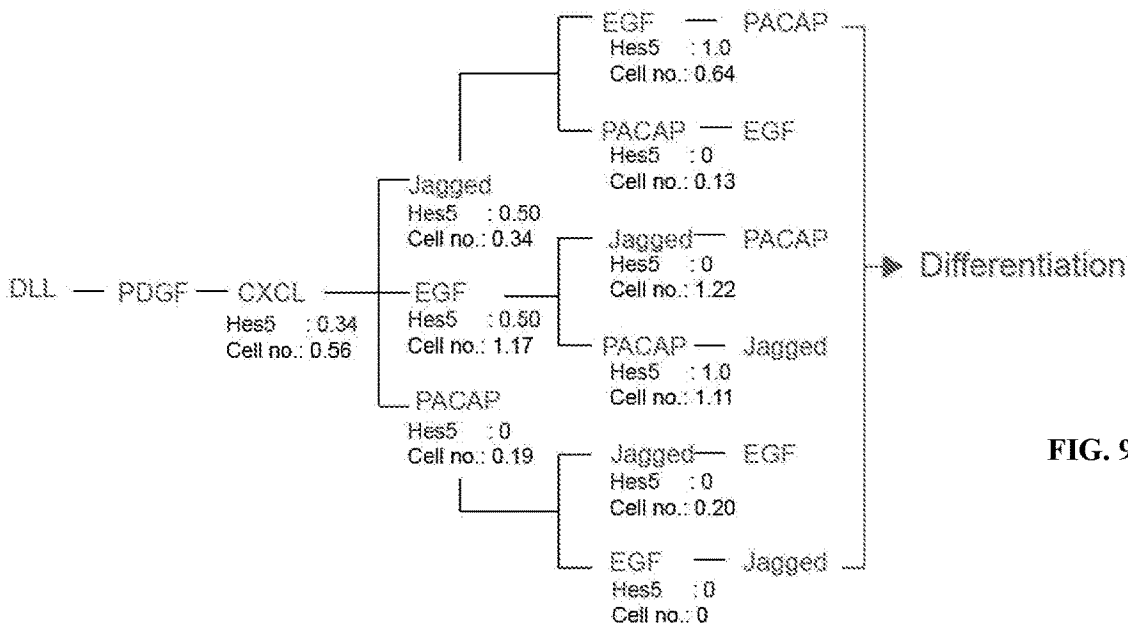 EGF — PACAP
Hes5 : 1.0
Cell no.: 0.64
PACAP — EGF
Hes5 : 0
Cell no.: 0.13
Jagged
Hes5 : 0.50
Cell no.: 0.34
Jagged — PACAP
Hes5 : 0
Cell no.: 1.22
DLL — PDGF — CXCL
Hes5 : 0.34
Cell no.: 0.56
EGF
Hes5 : 0.50
Cell no.: 1.17
Differentiation
PACAP — Jagged
Hes5 : 1.0
Cell no.: 1.11
PACAP
Hes5 : 0
Cell no.: 0.19
Jagged — EGF
Hes5 : 0
Cell no.: 0.20
FIG. 9
EGF — Jagged
Hes5 : 0
Cell no.: 0